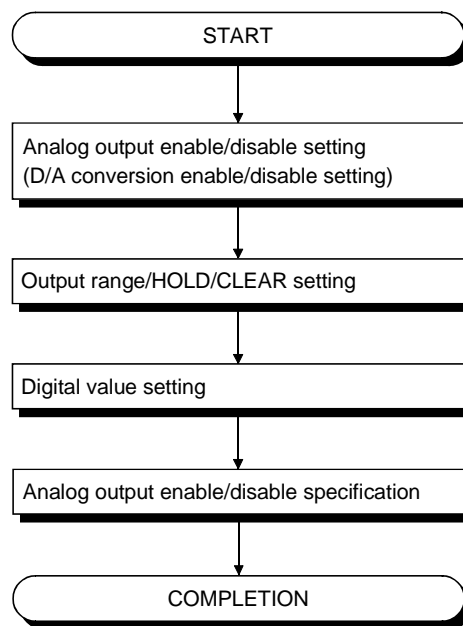 START
Analog output enable/disable setting
(D/A conversion enable/disable setting)
Output range/HOLD/CLEAR setting
Digital value setting
Analog output enable/disable specification
COMPLETION